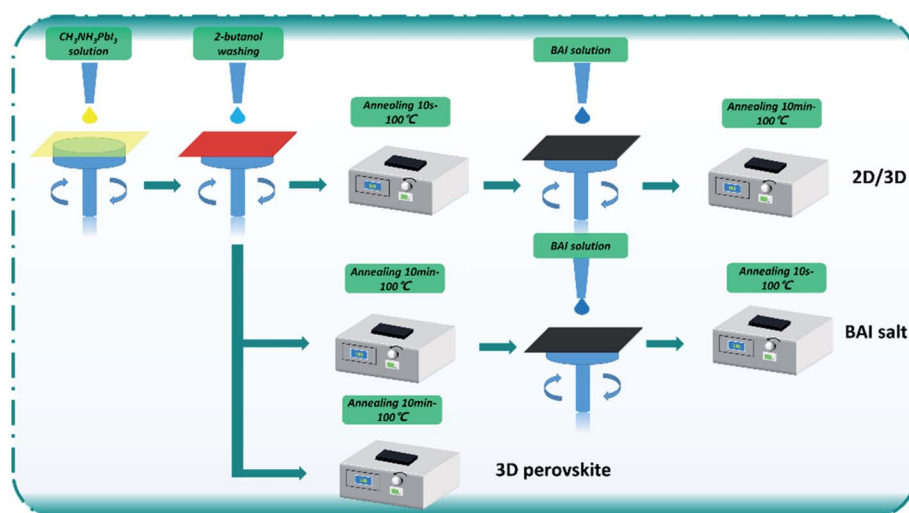 CH₃NH₃PbI₃
solution
2-butanol
washing
BAI solution
Annealing 10s-
100℃
Annealing 10min-
100℃
2D/3D
BAI solution
Annealing 10min-
100℃
Annealing 10s-
100℃
BAI salt
Annealing 10min-
100℃
3D perovskite